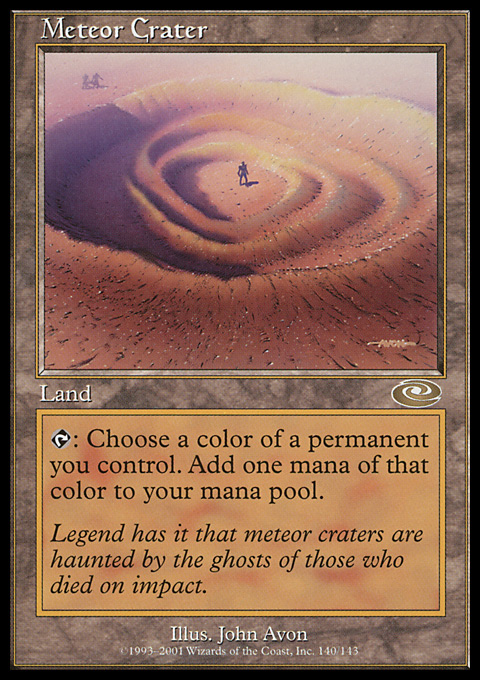 Meteor Crater
AVON
Land
: Choose a color of a permanent
you control. Add one mana of that
color to your mana pool.
Legend has it that meteor craters are
haunted by the ghosts of those who
died on impact.
Illus. John Avon
©1993-2001 Wizards of the Coast, Inc. 140/143